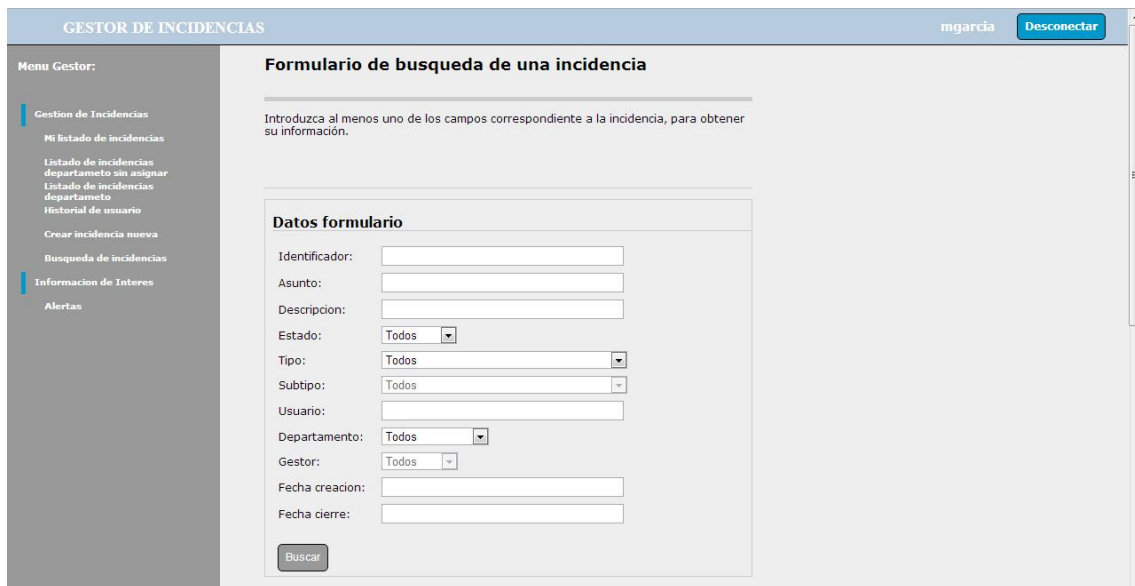 GESTOR DE INCIDENCIAS
mgarcia
Desconectar
Menu Gestor:
Gestion de Incidencias
Mi listado de incidencias
Listado de incidencias
departameto sin asignar
Listado de incidencias
departameto
Historial de usuario
Crear incidencia nueva
Busqueda de incidencias
Informacion de Interes
Alertas
Formulario de busqueda de una incidencia
Introduzca al menos uno de los campos correspondiente a la incidencia, para obtener
su información.
Datos formulario
Identificador:
Asunto:
Descripcion:
Estado: Todos
Tipo: Todos
Subtipo: Todos
Usuario:
Departamento: Todos
Gestor: Todos
Fecha creacion:
Fecha cierre:
Buscar